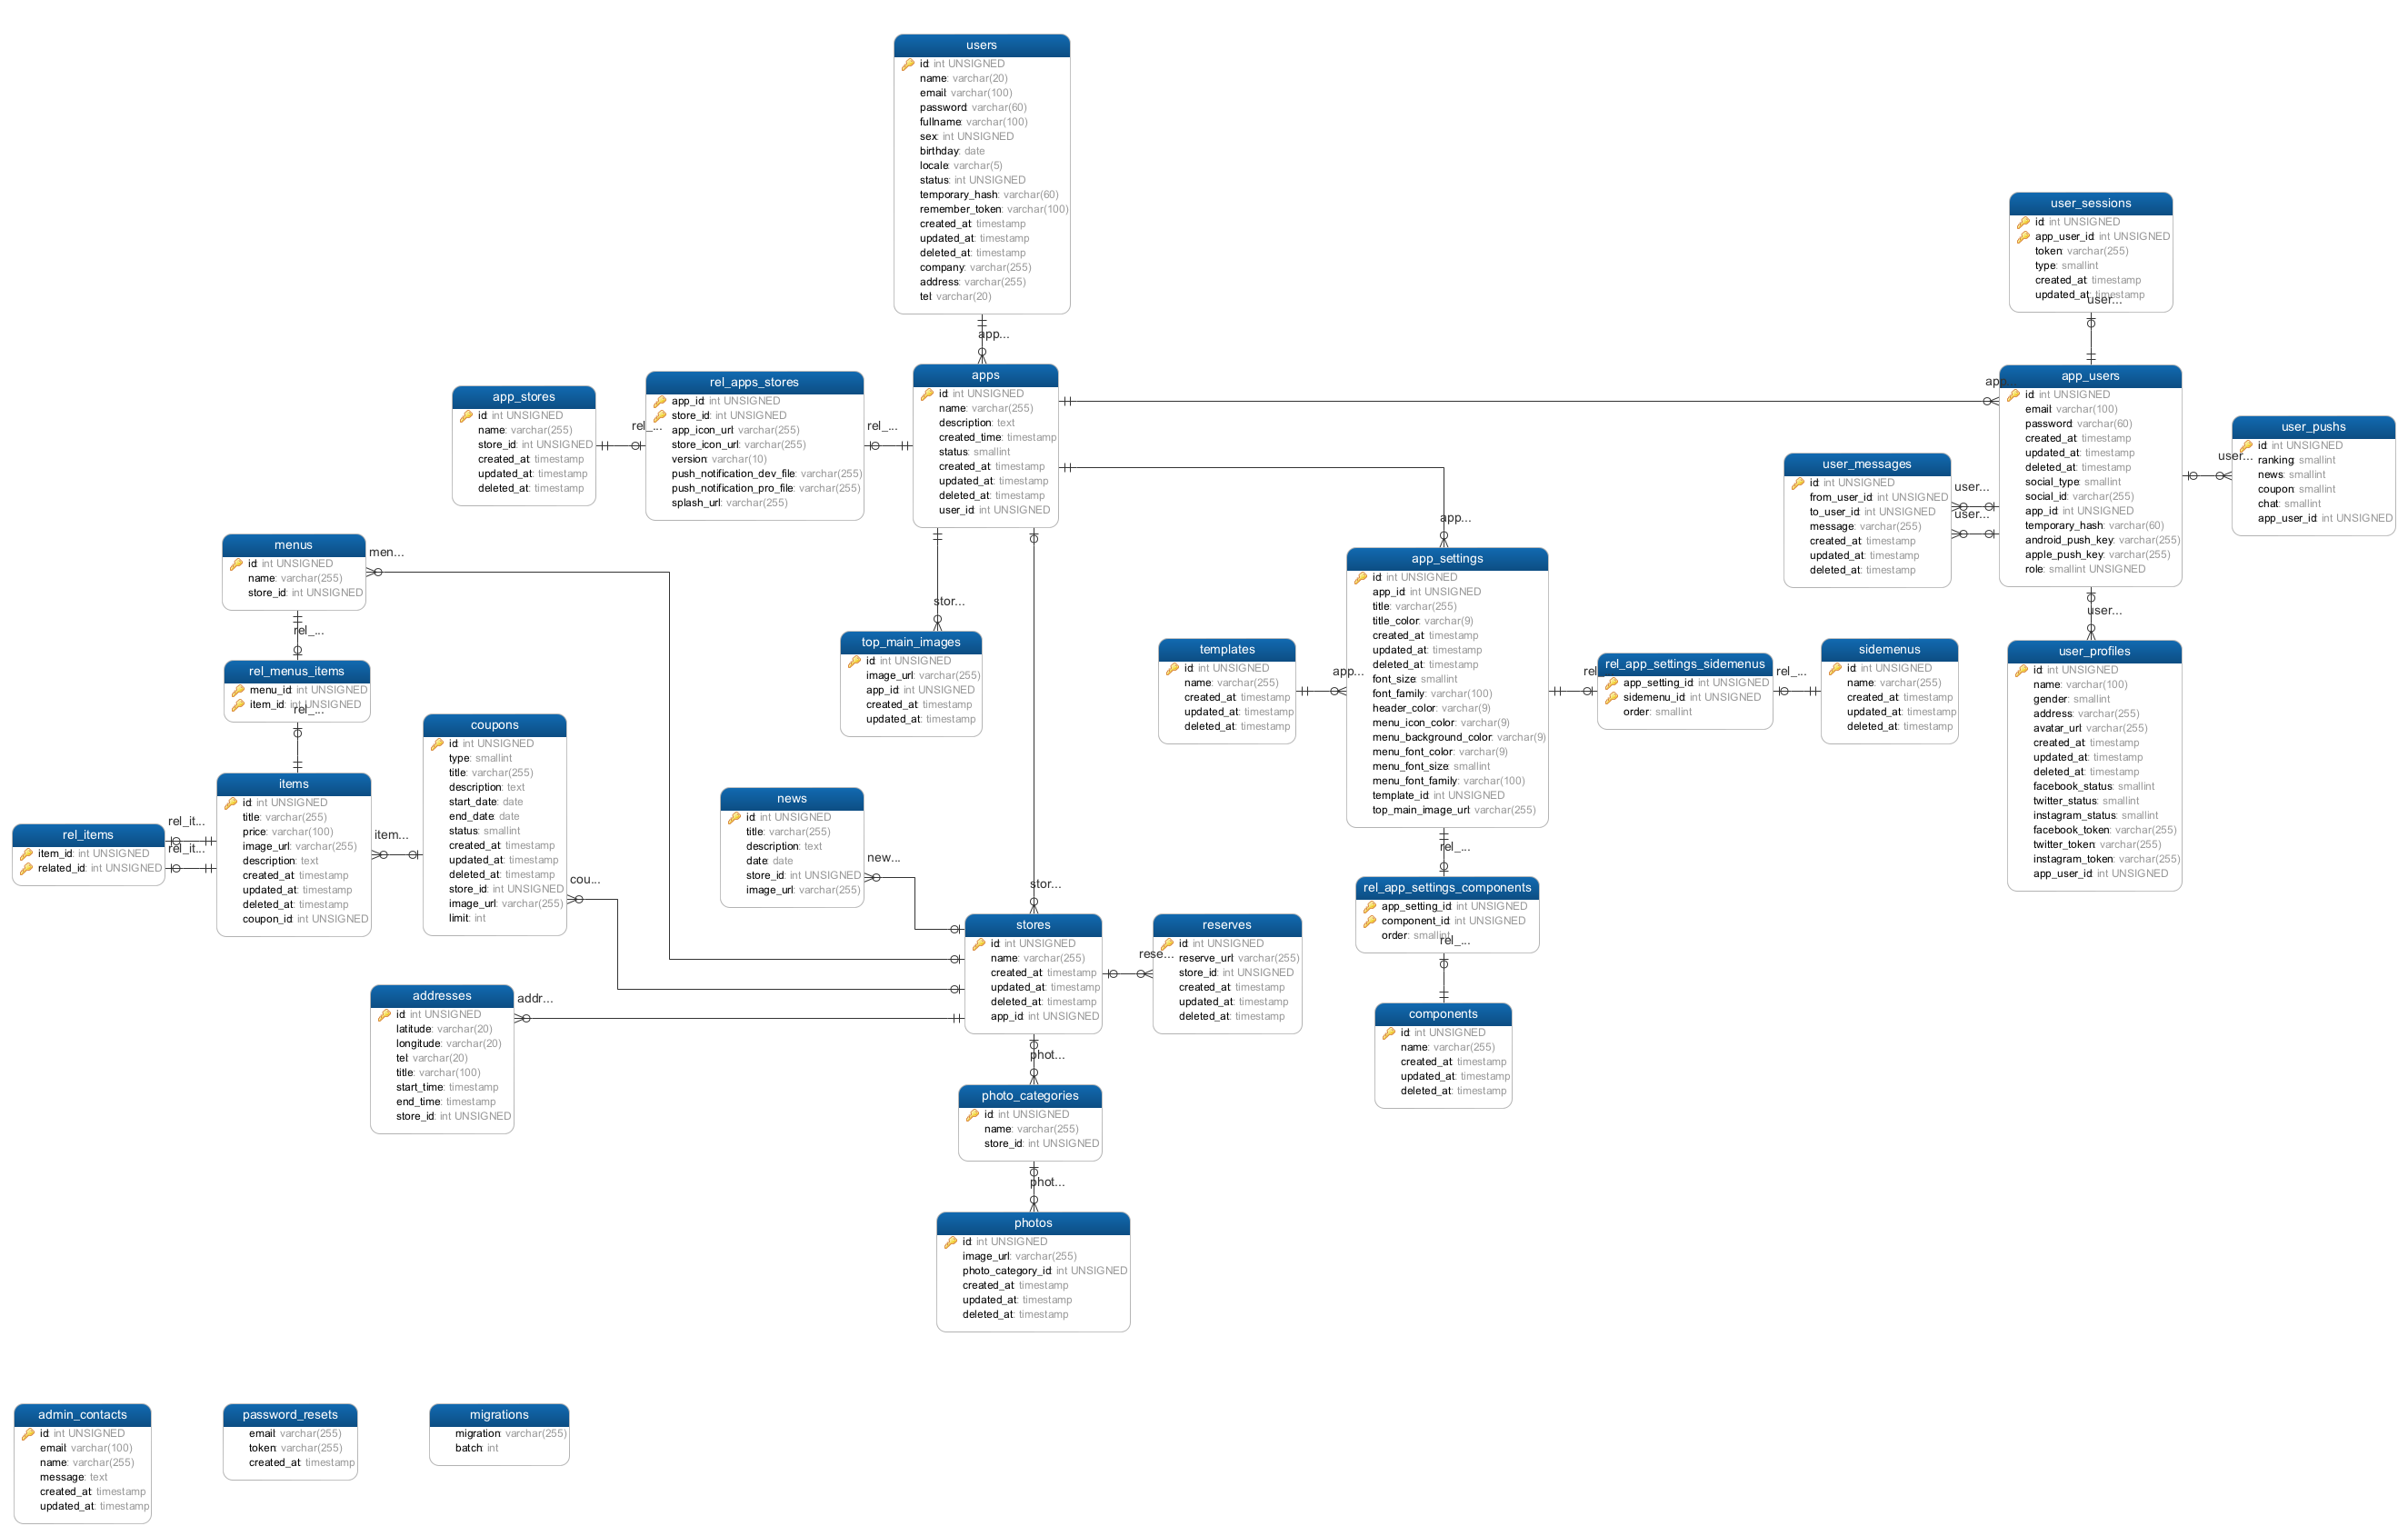 users
id: int UNSIGNED
name: varchar(20)
email: varchar(100)
password: varchar(60)
fullname: varchar(100)
sex: int UNSIGNED
birthday: date
locale: varchar(5)
status: int UNSIGNED
temporary_hash: varchar(60)
remember_token: varchar(100)
created_at: timestamp
updated_at: timestamp
deleted_at: timestamp
company: varchar(255)
address: varchar(255)
tel: varchar(20)
app...
user_sessions
id: int UNSIGNED
app_user_id: int UNSIGNED
token: varchar(255)
type: smallint
created_at: timestamp
updated_at: timestamp
user...
app_stores
id: int UNSIGNED
name: varchar(255)
store_id: int UNSIGNED
created_at: timestamp
updated_at: timestamp
deleted_at: timestamp
rel_...
rel_apps_stores
app_id: int UNSIGNED
store_id: int UNSIGNED
app_icon_url: varchar(255)
store_icon_url: varchar(255)
version: varchar(10)
push_notification_dev_file: varchar(255)
push_notification_pro_file: varchar(255)
splash_url: varchar(255)
rel_...
apps
id: int UNSIGNED
name: varchar(255)
description: text
created_time: timestamp
status: smallint
created_at: timestamp
updated_at: timestamp
deleted_at: timestamp
user_id: int UNSIGNED
app
app_users
id: int UNSIGNED
email: varchar(100)
password: varchar(60)
created_at: timestamp
updated_at: timestamp
deleted_at: timestamp
social_type: smallint
social_id: varchar(255)
app_id: int UNSIGNED
temporary_hash: varchar(60)
android_push_key: varchar(255)
apple_push_key: varchar(255)
role: smallint UNSIGNED
user...
user_pushs
id: int UNSIGNED
ranking: smallint
news: smallint
coupon: smallint
chat: smallint
app_user_id: int UNSIGNED
user_messages
id: int UNSIGNED
from_user_id: int UNSIGNED
to_user_id: int UNSIGNED
message: varchar(255)
created_at: timestamp
updated_at: timestamp
deleted_at: timestamp
user...
user...
user...
user_profiles
id: int UNSIGNED
name: varchar(100)
gender: smallint
address: varchar(255)
avatar_url: varchar(255)
created_at: timestamp
updated_at: timestamp
deleted_at: timestamp
facebook_status: smallint
twitter_status: smallint
instagram_status: smallint
facebook_token: varchar(255)
twitter_token: varchar(255)
instagram_token: varchar(255)
app_user_id: int UNSIGNED
menus
id: int UNSIGNED
name: varchar(255)
store_id: int UNSIGNED
men...
rel_...
rel_menus_items
menu_id: int UNSIGNED
item_id: int UNSIGNED
rel_...
stor...
top_main_images
id: int UNSIGNED
image_url: varchar(255)
app_id: int UNSIGNED
created_at: timestamp
updated_at: timestamp
app...
app_settings
id: int UNSIGNED
app_id: int UNSIGNED
title: varchar(255)
title_color: varchar(9)
created_at: timestamp
updated_at: timestamp
deleted_at: timestamp
font_size: smallint
font_family: varchar(100)
header_color: varchar(9)
menu_icon_color: varchar(9)
menu_background_color: varchar(9)
menu_font_color: varchar(9)
menu_font_size: smallint
menu_font_family: varchar(100)
template_id: int UNSIGNED
top_main_image_url: varchar(255)
templates
id: int UNSIGNED
name: varchar(255)
created_at: timestamp
updated_at: timestamp
deleted_at: timestamp
app...
rel
rel_app_settings_sidemenus
app_setting_id: int UNSIGNED
sidemenu_id: int UNSIGNED
order: smallint
rel_...
sidemenus
id: int UNSIGNED
name: varchar(255)
created_at: timestamp
updated_at: timestamp
deleted_at: timestamp
rel_...
rel_app_settings_components
app_setting_id: int UNSIGNED
component_id: int UNSIGNED
order: smallint
rel_...
components
id: int UNSIGNED
name: varchar(255)
created_at: timestamp
updated_at: timestamp
deleted_at: timestamp
rel_items
item_id: int UNSIGNED
related_id: int UNSIGNED
rel_it...
rel_it...
items
id: int UNSIGNED
title: varchar(255)
price: varchar(100)
image_url: varchar(255)
description: text
created_at: timestamp
updated_at: timestamp
deleted_at: timestamp
coupon_id: int UNSIGNED
item...
coupons
id: int UNSIGNED
type: smallint
title: varchar(255)
description: text
start_date: date
end_date: date
status: smallint
created_at: timestamp
updated_at: timestamp
deleted_at: timestamp
store_id: int UNSIGNED
image_url: varchar(255)
limit: int
cou...
news
id: int UNSIGNED
title: varchar(255)
description: text
date: date
store_id: int UNSIGNED
image_url: varchar(255)
new...
stor...
stores
id: int UNSIGNED
name: varchar(255)
created_at: timestamp
updated_at: timestamp
deleted_at: timestamp
app_id: int UNSIGNED
rese...
reserves
id: int UNSIGNED
reserve_url: varchar(255)
store_id: int UNSIGNED
created_at: timestamp
updated_at: timestamp
deleted_at: timestamp
addresses
id: int UNSIGNED
latitude: varchar(20)
longitude: varchar(20)
tel: varchar(20)
title: varchar(100)
start_time: timestamp
end_time: timestamp
store_id: int UNSIGNED
addr...
phot...
photo_categories
id: int UNSIGNED
name: varchar(255)
store_id: int UNSIGNED
phot...
photos
id: int UNSIGNED
image_url: varchar(255)
photo_category_id: int UNSIGNED
created_at: timestamp
updated_at: timestamp
deleted_at: timestamp
admin_contacts
id: int UNSIGNED
email: varchar(100)
name: varchar(255)
message: text
created_at: timestamp
updated_at: timestamp
password_resets
email: varchar(255)
token: varchar(255)
created_at: timestamp
migrations
migration: varchar(255)
batch: int